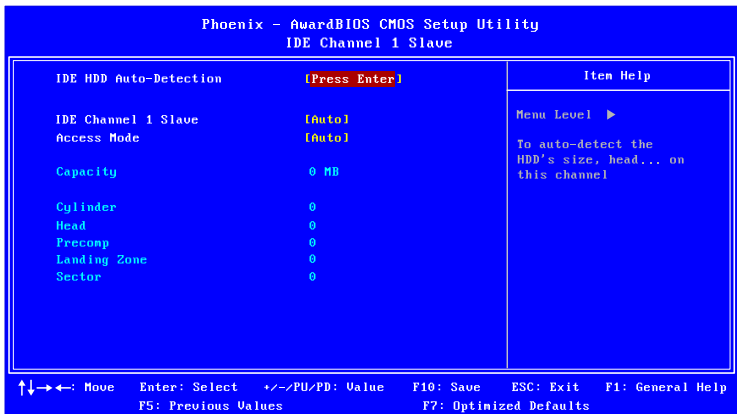 Phoenix - AwardBIOS CMOS Setup Utility
IDE Channel 1 Slave
IDE HDD Auto-Detection [Press Enter]
Item Help
IDE Channel 1 Slave [Auto]
Access Mode [Auto]
Capacity 0 MB
Cylinder 0
Head 0
Precomp 0
Landing Zone 0
Sector 0
Menu Level ▶
To auto-detect the
HDD's size, head... on
this channel
↑↓→←: Move Enter: Select +/-/PU/PD: Value F10: Save ESC: Exit F1: General Help
F5: Previous Values F7: Optimized Defaults